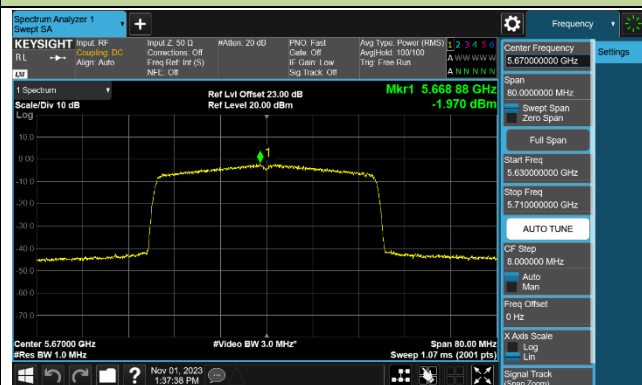 Spectrum Analyzer 1
Swept SA
+
Frequency
KEYSIGHT
RL
LXI
Input: RF
Coupling: DC
Align: Auto
Input Z: 50 Ω
Corrections: Off
Freq Ref: Int (S)
NFE: Off
#Atten: 20 dB
PNO: Fast
Gate: Off
IF Gain: Low
Sig Track: Off
Avg Type: Power (RMS)
Avg|Hold: 100/100
Trig: Free Run
1 2 3 4 5 6
A W W W W W
A N N N N N
Center Frequency
5.670000000 GHz
Settings
Span
80.0000000 MHz
Swept Span
Zero Span
Full Span
Start Freq
5.630000000 GHz
Stop Freq
5.710000000 GHz
AUTO TUNE
CF Step
8.000000 MHz
Auto
Man
Freq Offset
0 Hz
X Axis Scale
Log
Lin
Signal Track
(Span Zoom)
1 Spectrum
Scale/Div 10 dB
Log
Ref Lvl Offset 23.00 dB
Ref Level 20.00 dBm
Mkr1 5.668 88 GHz
-1.970 dBm
1
10.0
0.00
-10.0
-20.0
-30.0
-40.0
-50.0
-60.0
-70.0
Center 5.67000 GHz
#Res BW 1.0 MHz
#Video BW 3.0 MHz*
Span 80.00 MHz
Sweep 1.07 ms (2001 pts)
?
Nov 01, 2023
1:37:36 PM